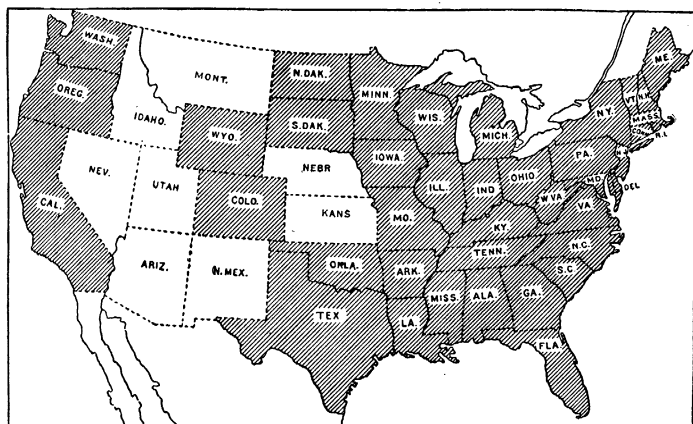 WASH.
MONT.
N. DAK.
MINN.
ME.
OREG.
IDAHO.
WYO.
S. DAK.
WIS.
MICH.
N.Y.
VT.
N.H.
MASS.
CONN.
R.I.
NEV.
UTAH
COLO.
NEBR
IOWA.
ILL.
IND
OHIO.
PA.
N.J.
MD.
DEL
CAL.
KANS
MO.
KY.
W.VA.
VA.
ARIZ.
N.MEX.
OKLA.
ARK.
TENN.
N.C.
S.C.
TEX
LA.
MISS.
ALA.
GA.
FLA.